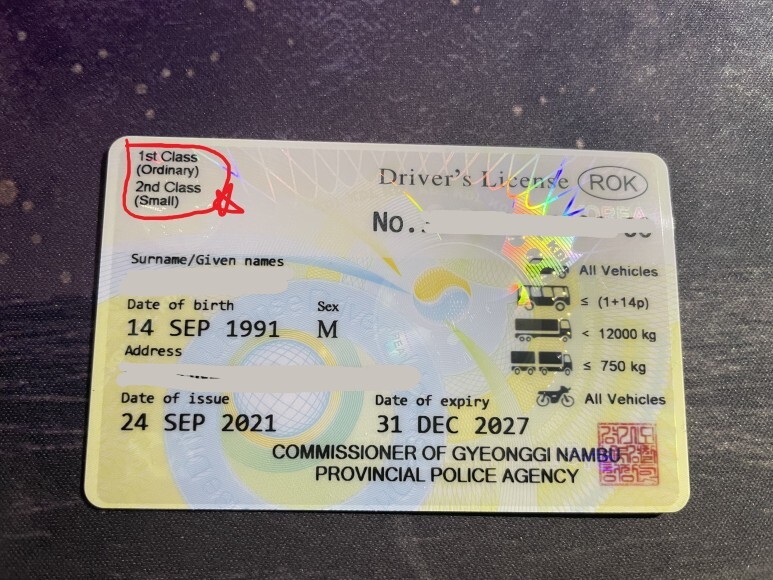 1st Class
(Ordinary)
2nd Class
(Small)
Driver's License ROK
No.
Surname/Given names
All Vehicles
≤ (1+14p)
Date of birth Sex
14 SEP 1991 M
< 12000 kg
Address
≤ 750 kg
Date of issue Date of expiry
All Vehicles
24 SEP 2021 31 DEC 2027
COMMISSIONER OF GYEONGGI NAMBU
PROVINCIAL POLICE AGENCY